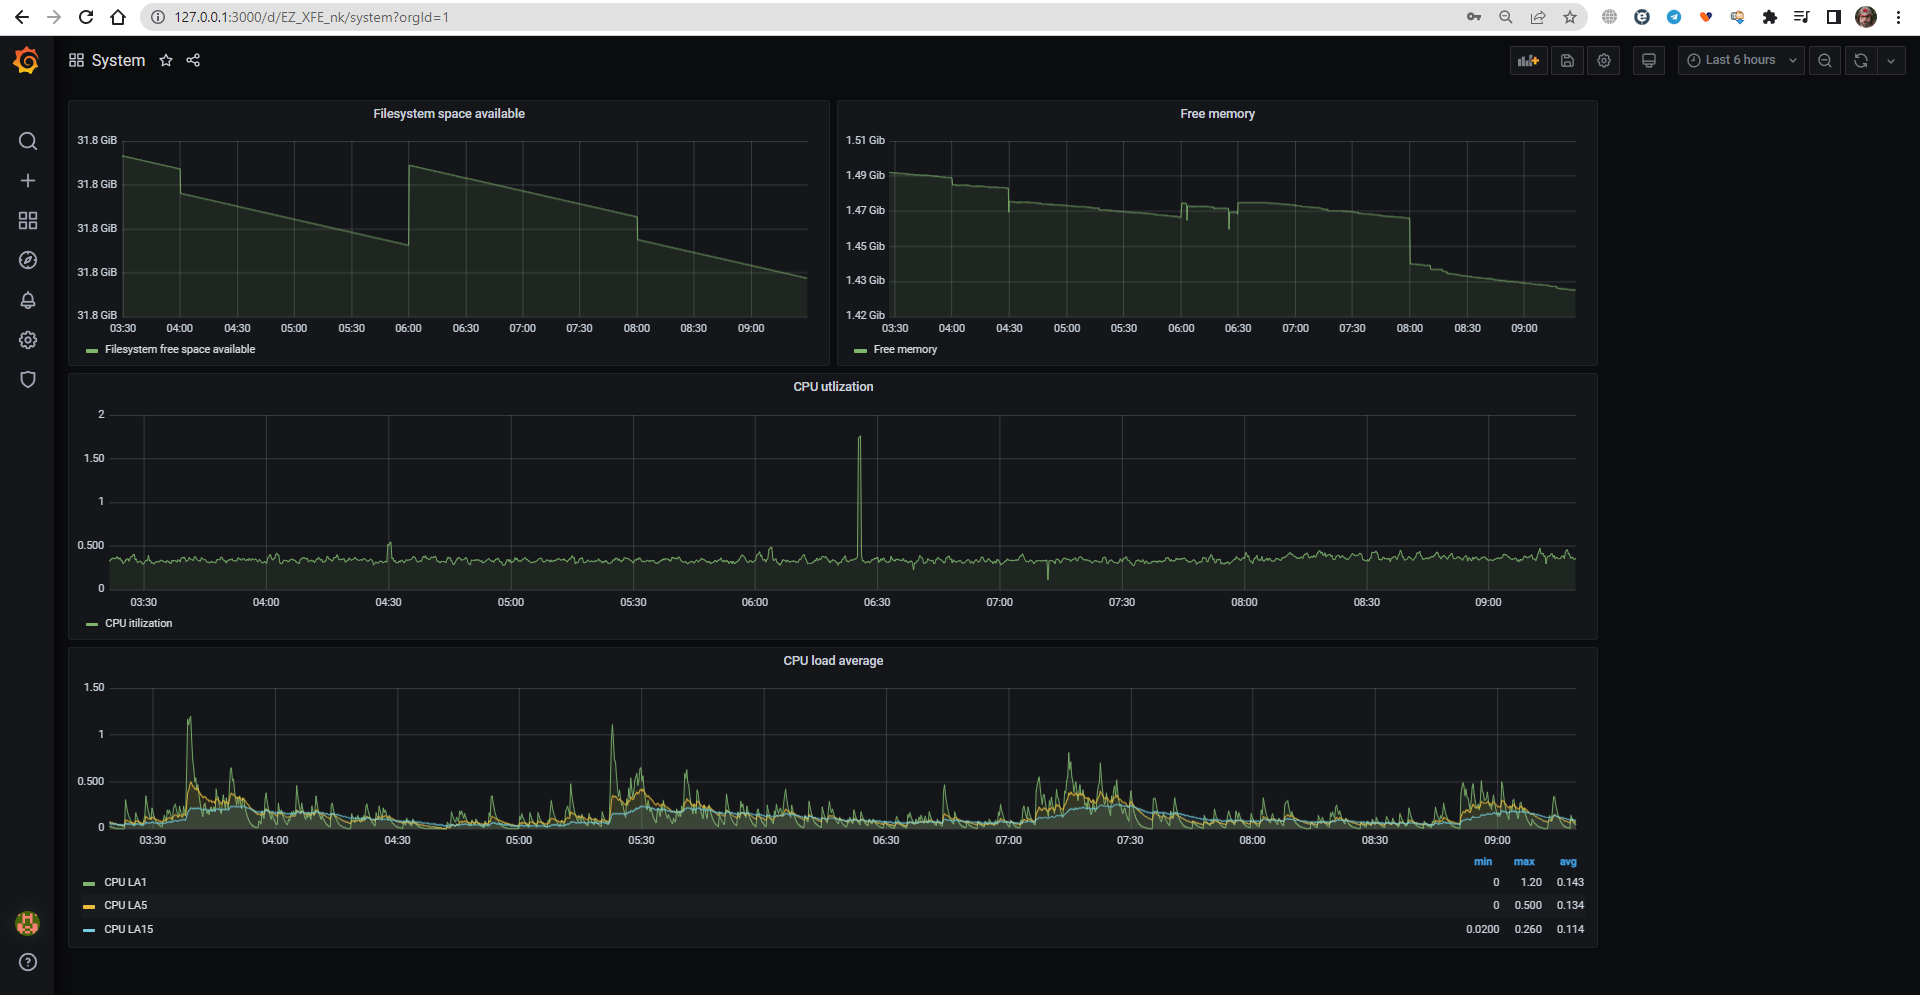 127.0.0.1:3000/d/EZ_XFE_nk/system?orgId=1
System
Last 6 hours
Filesystem space available
31.8 GiB
31.8 GiB
31.8 GiB
31.8 GiB
31.8 GiB
03:30 04:00 04:30 05:00 05:30 06:00 06:30 07:00 07:30 08:00 08:30 09:00
Filesystem free space available
Free memory
1.51 Gib
1.49 Gib
1.47 Gib
1.45 Gib
1.43 Gib
1.42 Gib
03:30 04:00 04:30 05:00 05:30 06:00 06:30 07:00 07:30 08:00 08:30 09:00
Free memory
CPU utlization
2
1.50
1
0.500
0
03:30 04:00 04:30 05:00 05:30 06:00 06:30 07:00 07:30 08:00 08:30 09:00
CPU itilization
CPU load average
1.50
1
0.500
0
03:30 04:00 04:30 05:00 05:30 06:00 06:30 07:00 07:30 08:00 08:30 09:00
min max avg
CPU LA1 0 1.20 0.143
CPU LA5 0 0.500 0.134
CPU LA15 0.0200 0.260 0.114